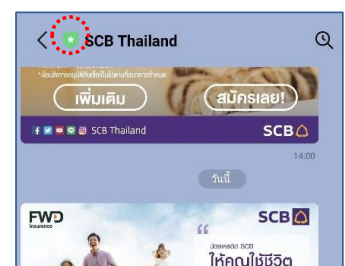 SCB Thailand
เพิ่มเติม
สมัครเลย!
SCB Thailand
SCB
14:00
วันนี้
FWD
Insurance
SCB
บัตรเครดิต SCB
ให้คุณใช้ชีวิต